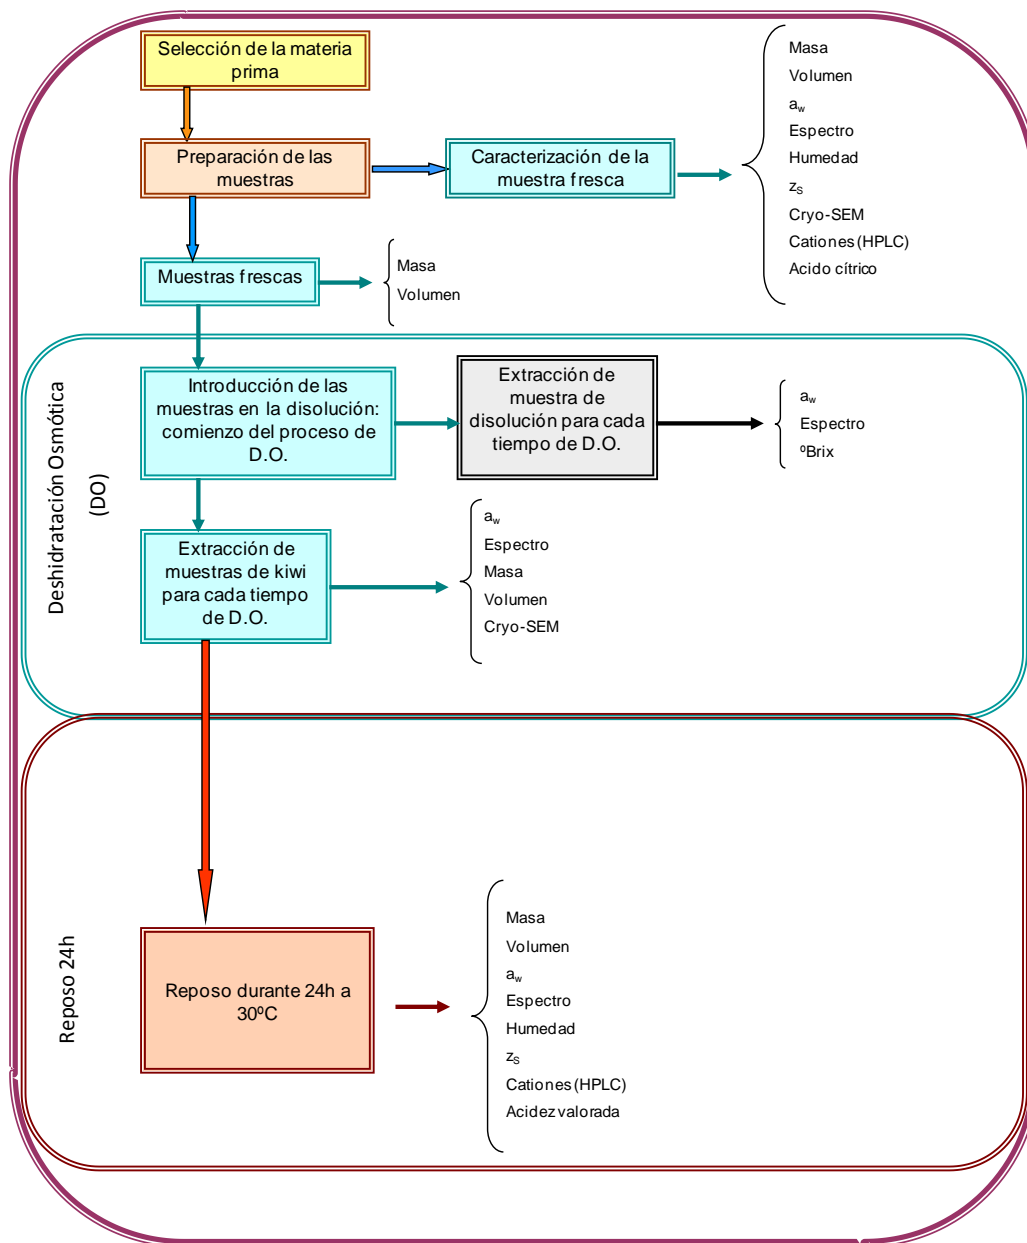 Selección de la materia
prima
Preparación de las
muestras
Caracterización de la
muestra fresca
Masa
Volumen
aw
Espectro
Humedad
zS
Cryo-SEM
Cationes (HPLC)
Acido cítrico
Muestras frescas
Masa
Volumen
Deshidratación Osmótica
(DO)
Introducción de las
muestras en la disolución:
comienzo del proceso de
D.O.
Extracción de
muestra de
disolución para cada
tiempo de D.O.
aw
Espectro
ºBrix
Extracción de
muestras de kiwi
para cada tiempo
de D.O.
aw
Espectro
Masa
Volumen
Cryo-SEM
Reposo 24h
Reposo durante 24h a
30ºC
Masa
Volumen
aw
Espectro
Humedad
zS
Cationes (HPLC)
Acidez valorada